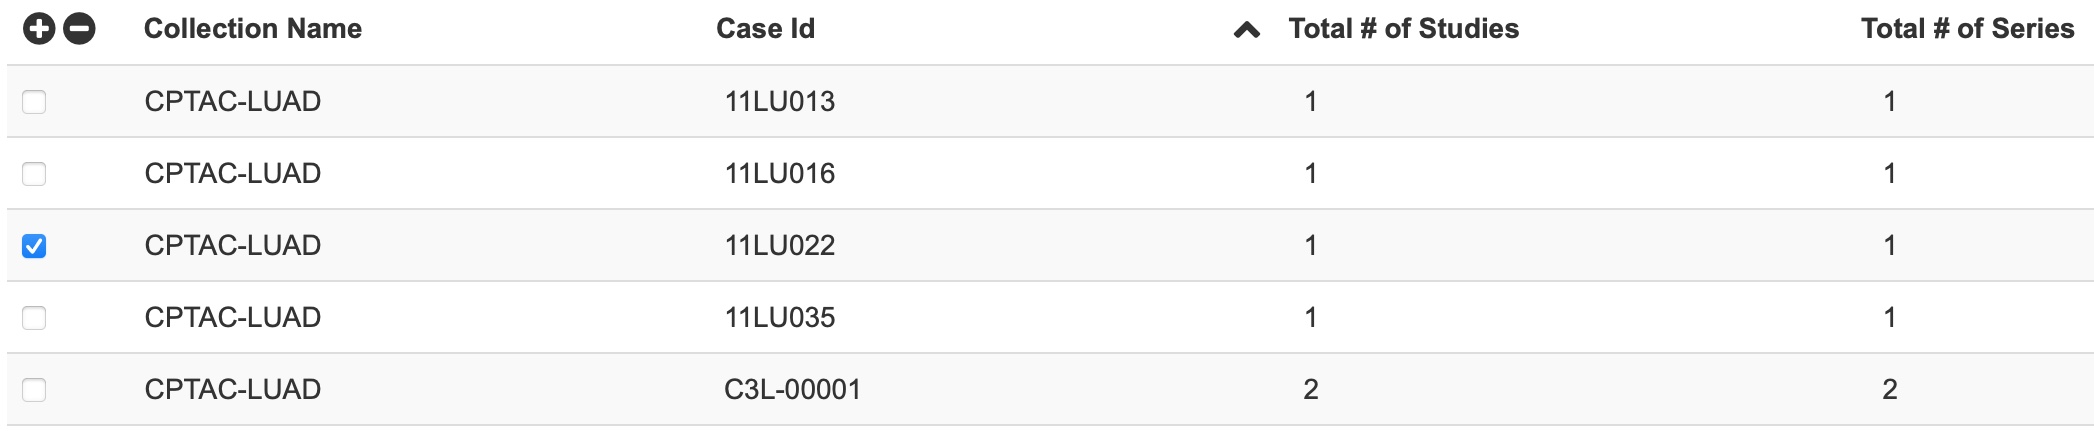 Collection Name Case Id Total # of Studies Total # of Series
CPTAC-LUAD 11LU013 1 1
CPTAC-LUAD 11LU016 1 1
CPTAC-LUAD 11LU022 1 1
CPTAC-LUAD 11LU035 1 1
CPTAC-LUAD C3L-00001 2 2